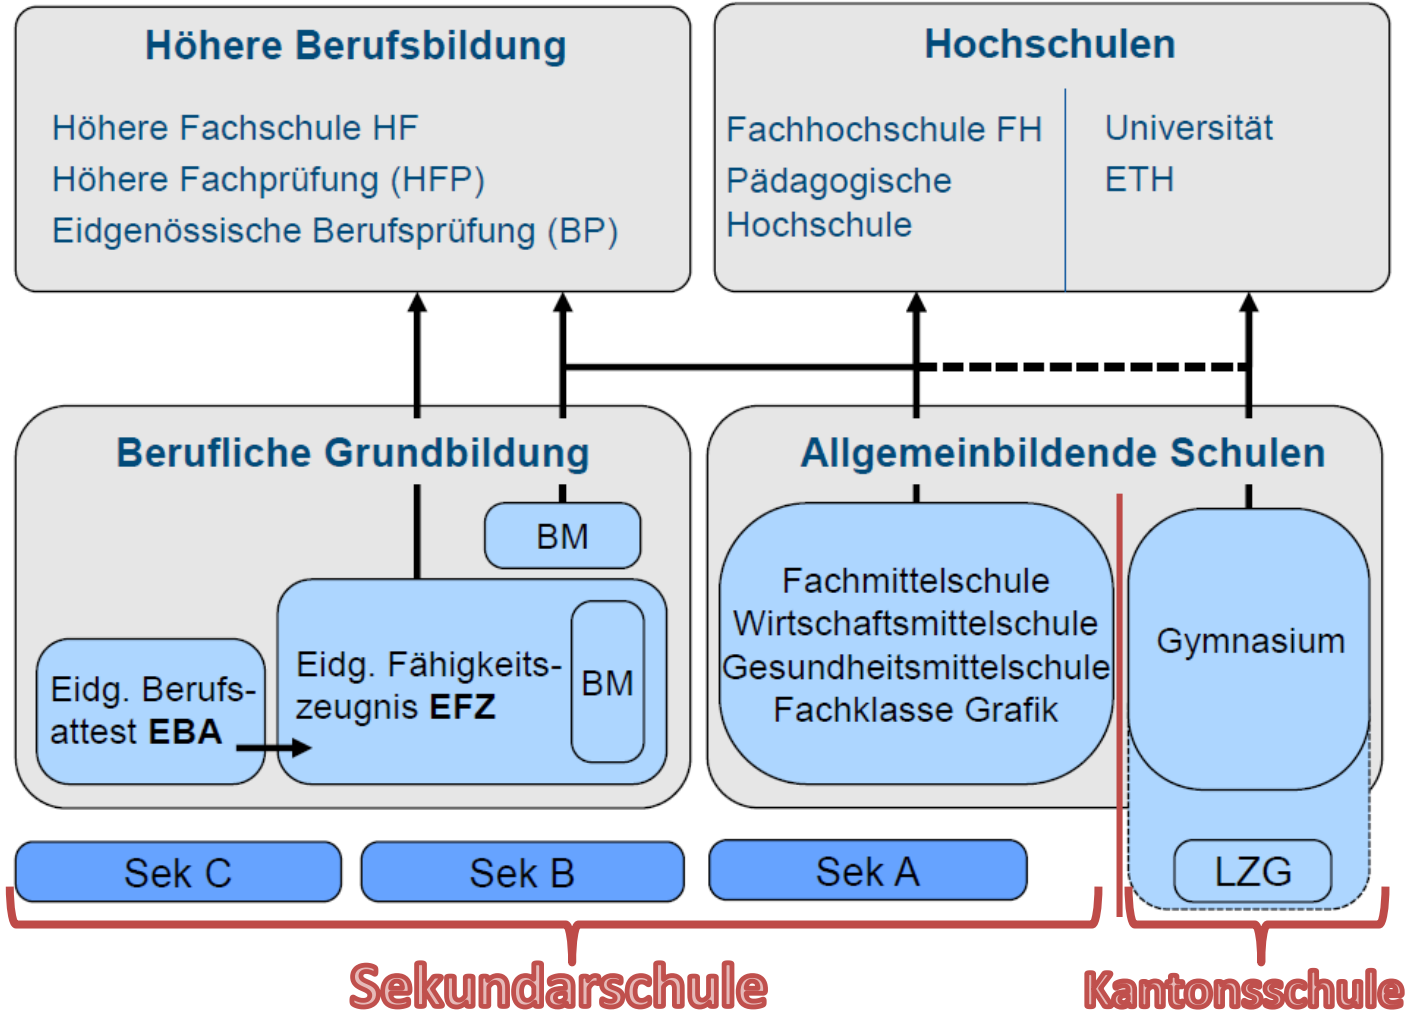 Höhere Berufsbildung
Höhere Fachschule HF
Höhere Fachprüfung (HFP)
Eidgenössische Berufsprüfung (BP)
Hochschulen
Fachhochschule FH
Pädagogische
Hochschule
Universität
ETH
Berufliche Grundbildung
BM
Eidg. Berufs-
attest EBA
Eidg. Fähigkeits-
zeugnis EFZ
BM
Allgemeinbildende Schulen
Fachmittelschule
Wirtschaftsmittelschule
Gesundheitsmittelschule
Fachklasse Grafik
Gymnasium
Sek C
Sek B
Sek A
LZG
Sekundarschule
Kantonsschule